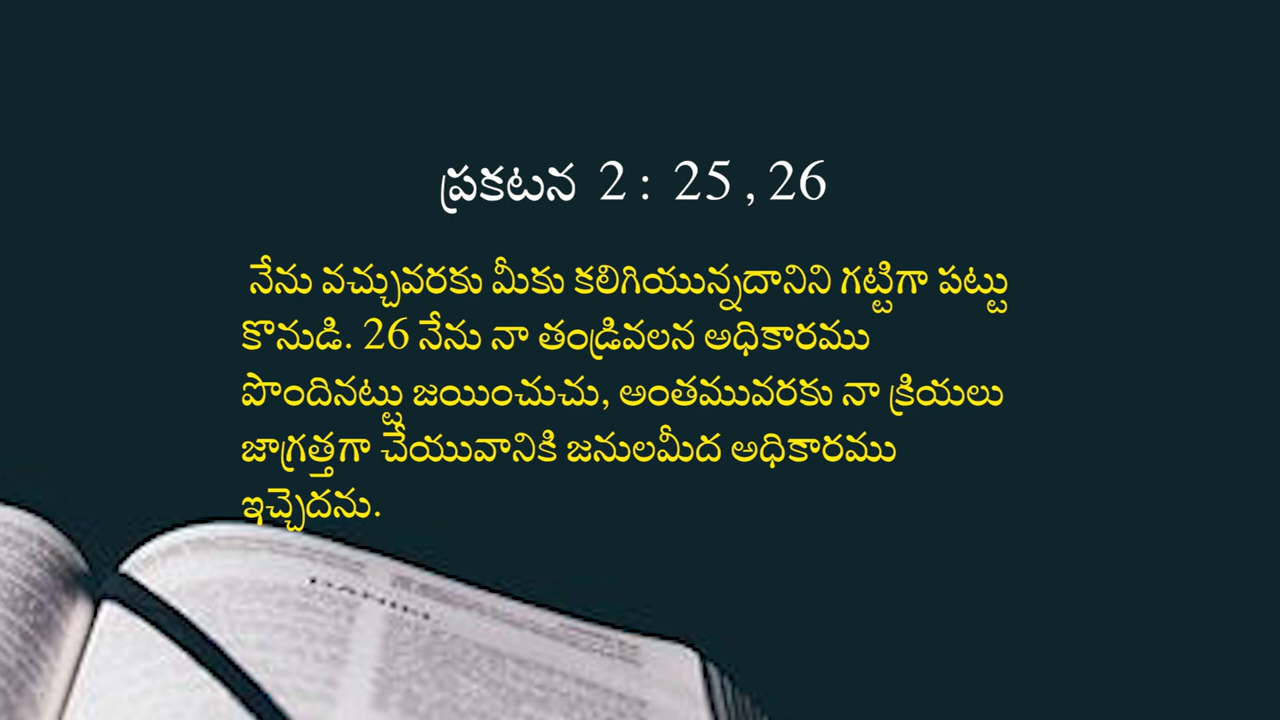 ప్రకటన 2 : 25 , 26
నేను వచ్చువరకు మీకు కలిగియున్నదానిని గట్టిగా పట్టు
కొనుడి. 26 నేను నా తండ్రివలన అధికారము
పొందినట్టు జయించుచు, అంతమువరకు నా క్రియలు
జాగ్రత్తగా చేయువానికి జనులమీద అధికారము
ఇచ్చెదను.
DANIEL